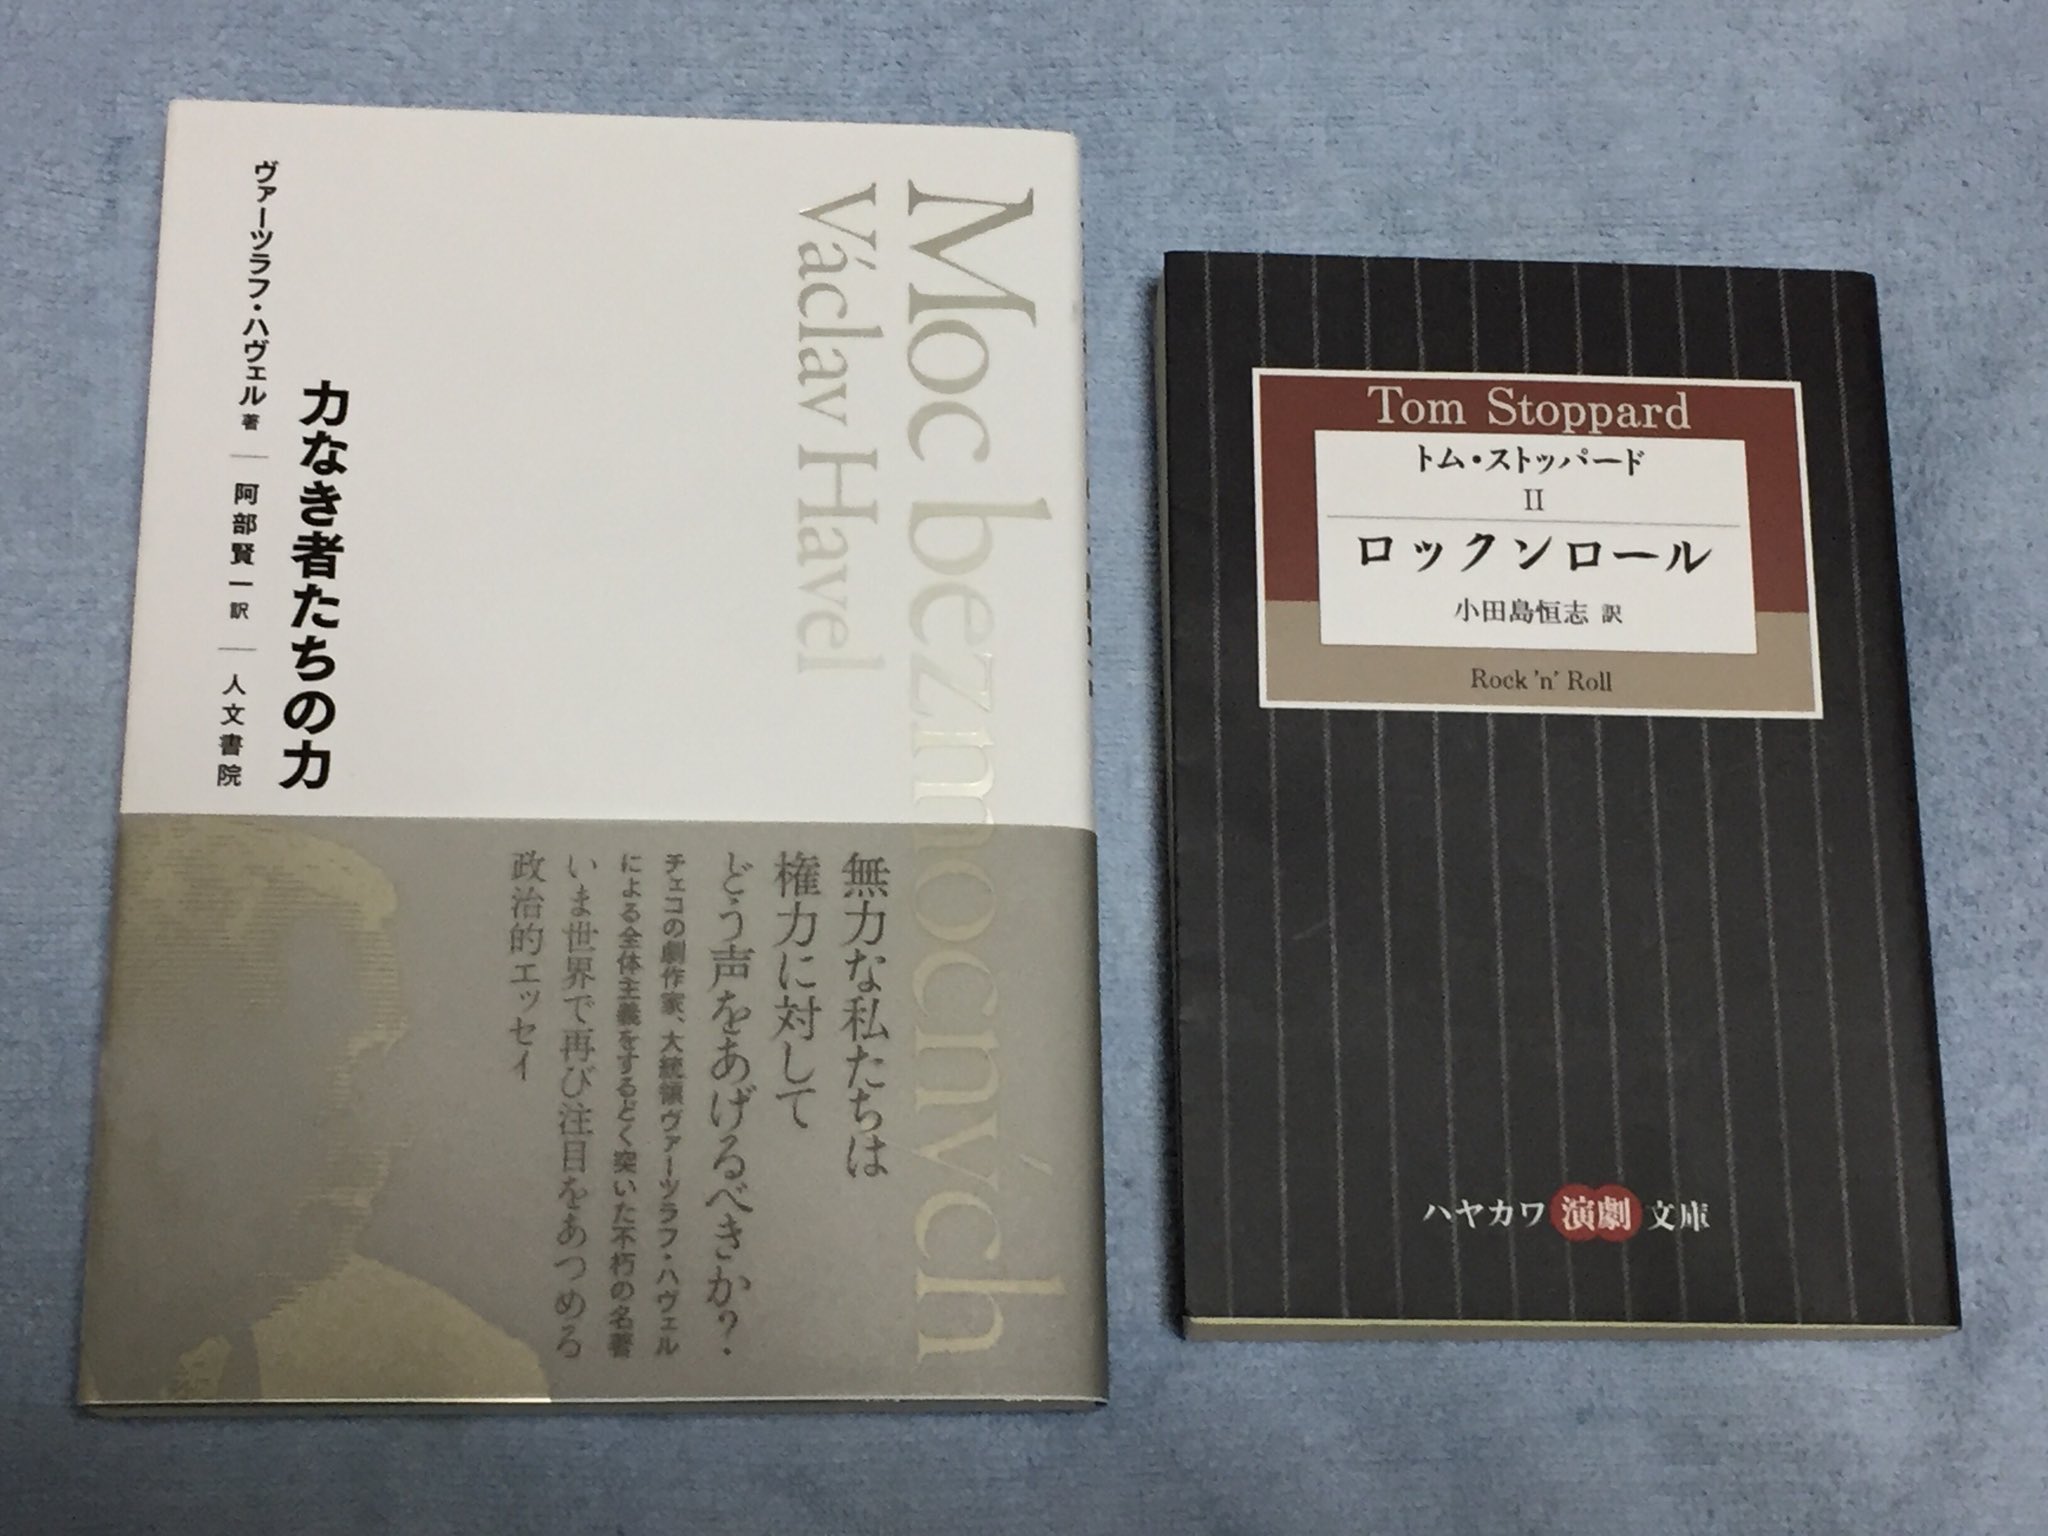 Moc bezmocných
Václav Havel
力なき者たちの力
ヴァーツラフ・ハヴェル 著 ― 阿部賢一 訳 ― 人文書院
無力な私たちは
権力に対して
どう声をあげるべきか?
チェコの劇作家、大統領ヴァーツラフ・ハヴェル
による全体主義をするどく突いた不朽の名著
いま世界で再び注目をあつめる
政治的エッセイ
Tom Stoppard
トム・ストッパード
II
ロックンロール
小田島恒志 訳
Rock 'n' Roll
ハヤカワ演劇文庫